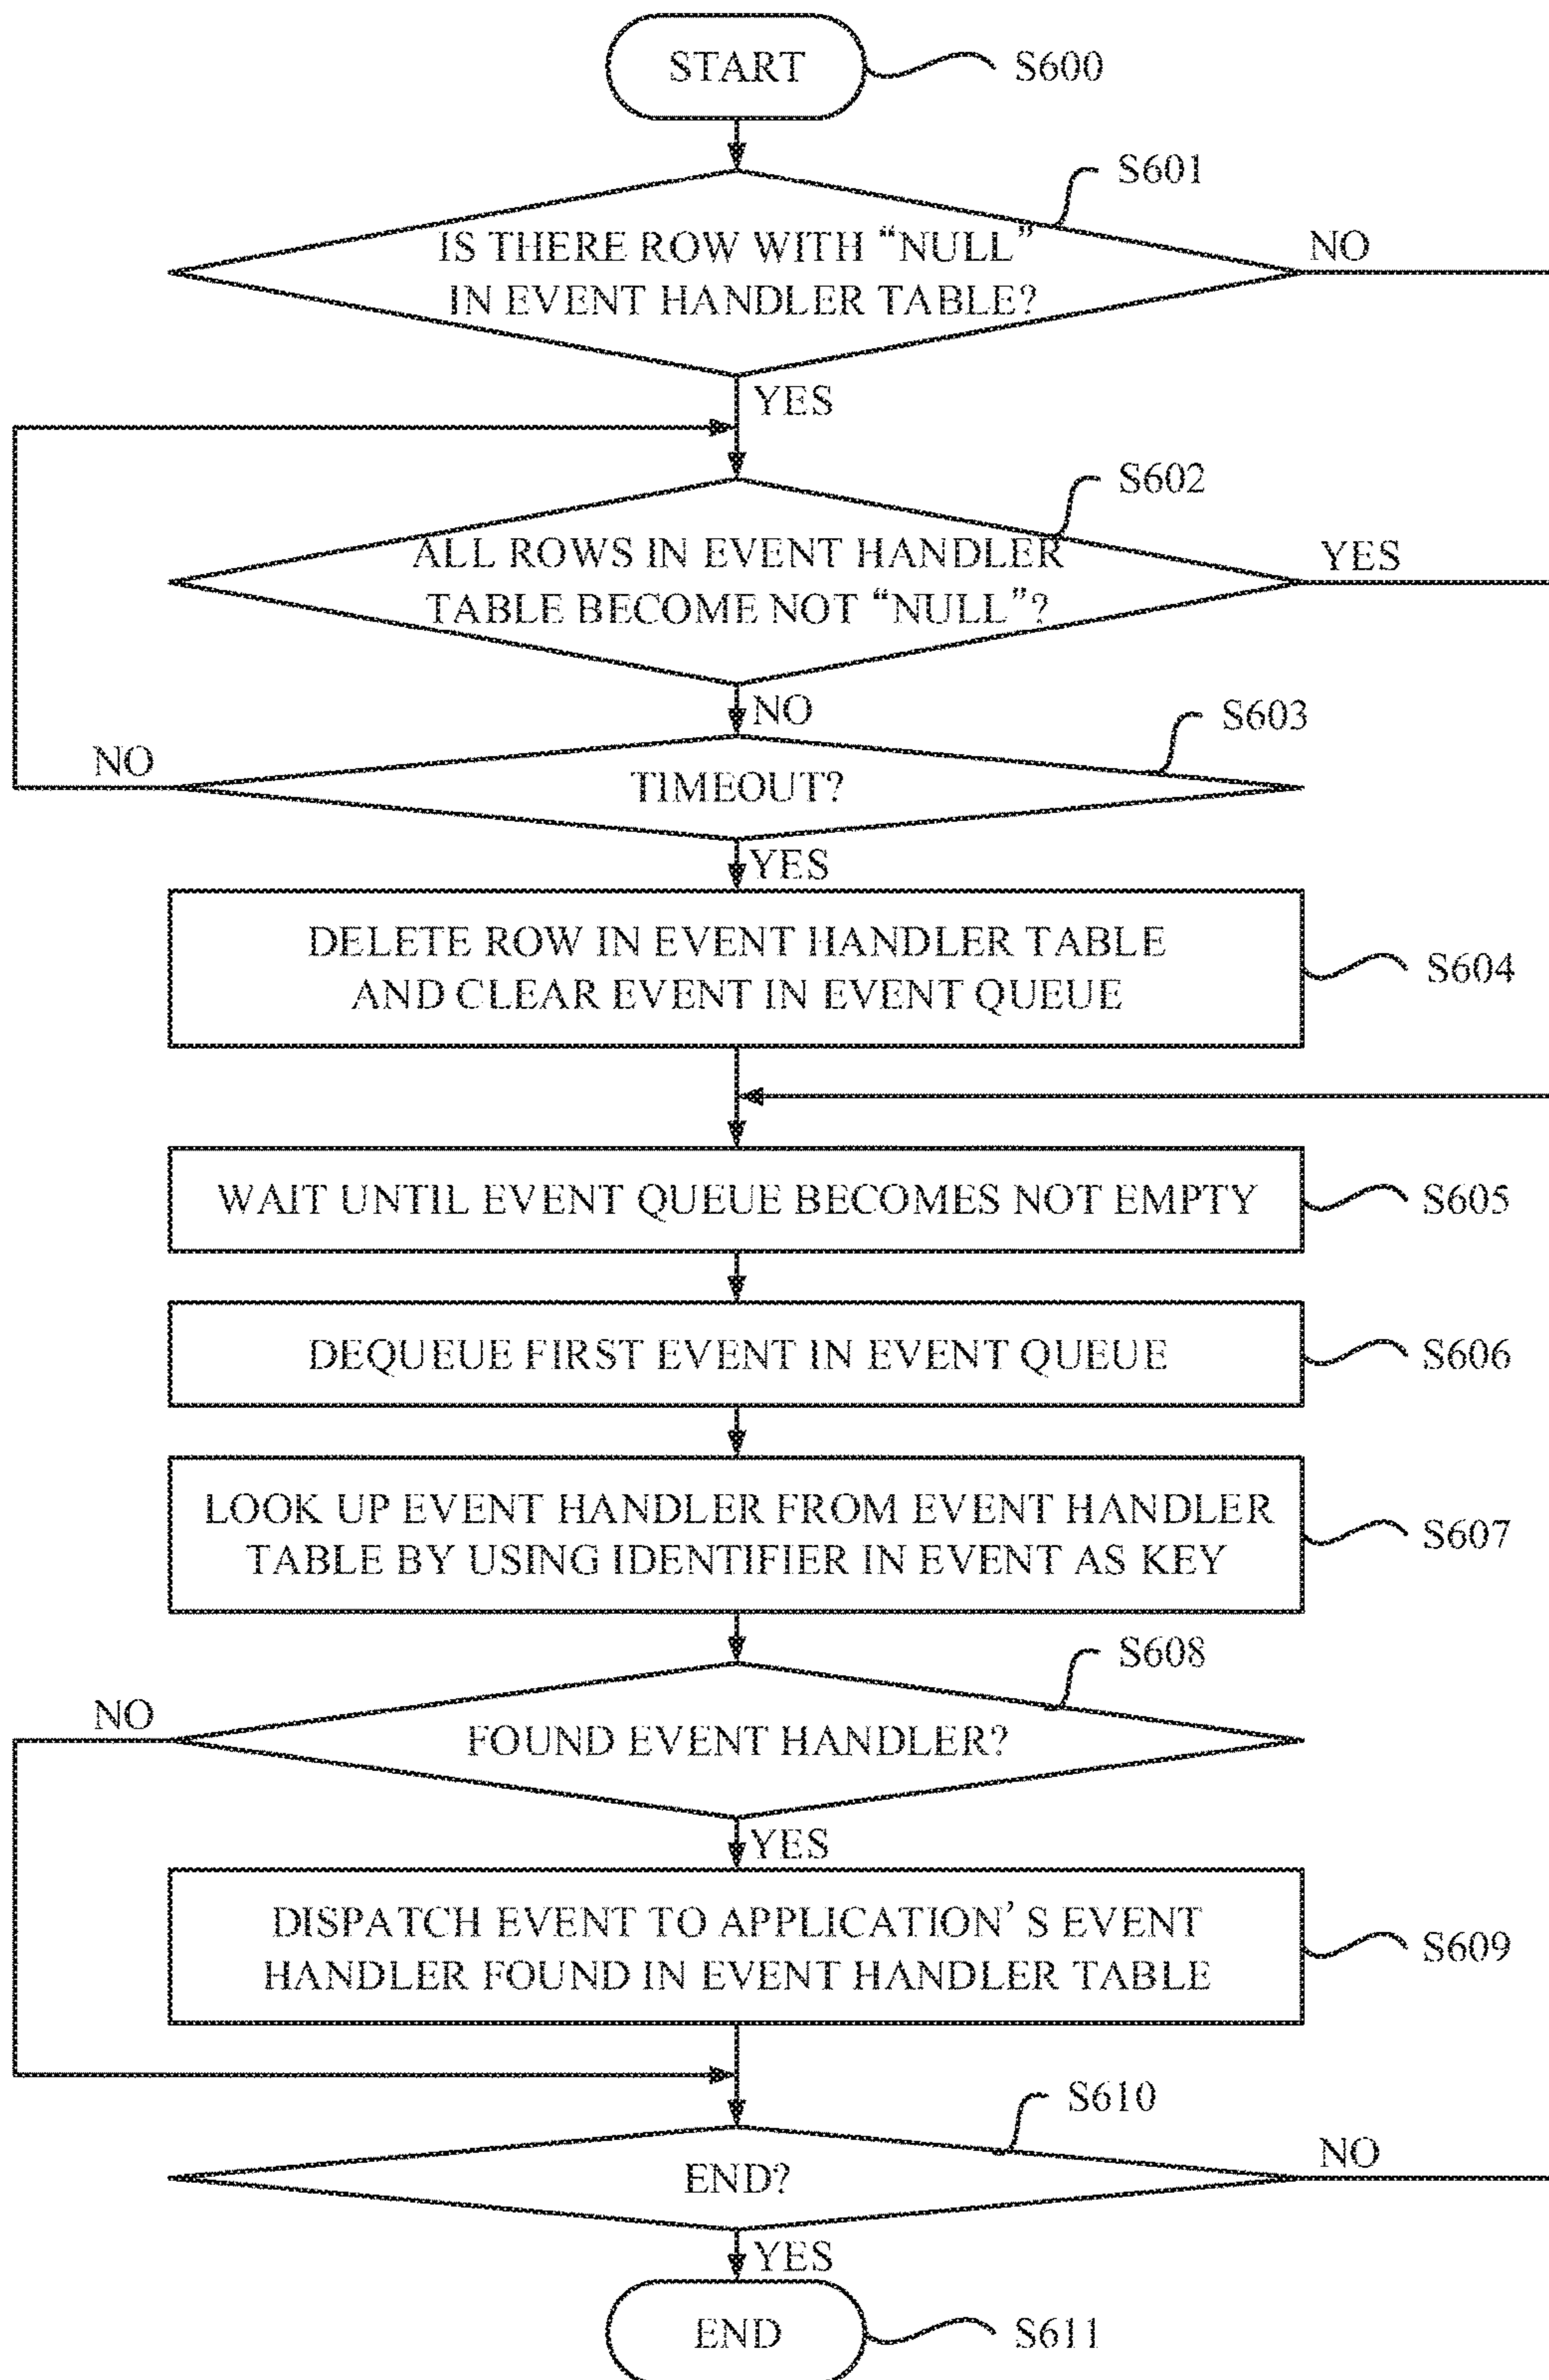 START
S600
S601
IS THERE ROW WITH “NULL”
IN EVENT HANDLER TABLE?
NO
YES
S602
ALL ROWS IN EVENT HANDLER
TABLE BECOME NOT “NULL”?
YES
NO
S603
NO
TIMEOUT?
YES
DELETE ROW IN EVENT HANDLER TABLE
AND CLEAR EVENT IN EVENT QUEUE
S604
WAIT UNTIL EVENT QUEUE BECOMES NOT EMPTY
S605
DEQUEUE FIRST EVENT IN EVENT QUEUE
S606
LOOK UP EVENT HANDLER FROM EVENT HANDLER
TABLE BY USING IDENTIFIER IN EVENT AS KEY
S607
S608
NO
FOUND EVENT HANDLER?
YES
DISPATCH EVENT TO APPLICATION’S EVENT
HANDLER FOUND IN EVENT HANDLER TABLE
S609
S610
END?
NO
YES
END
S611